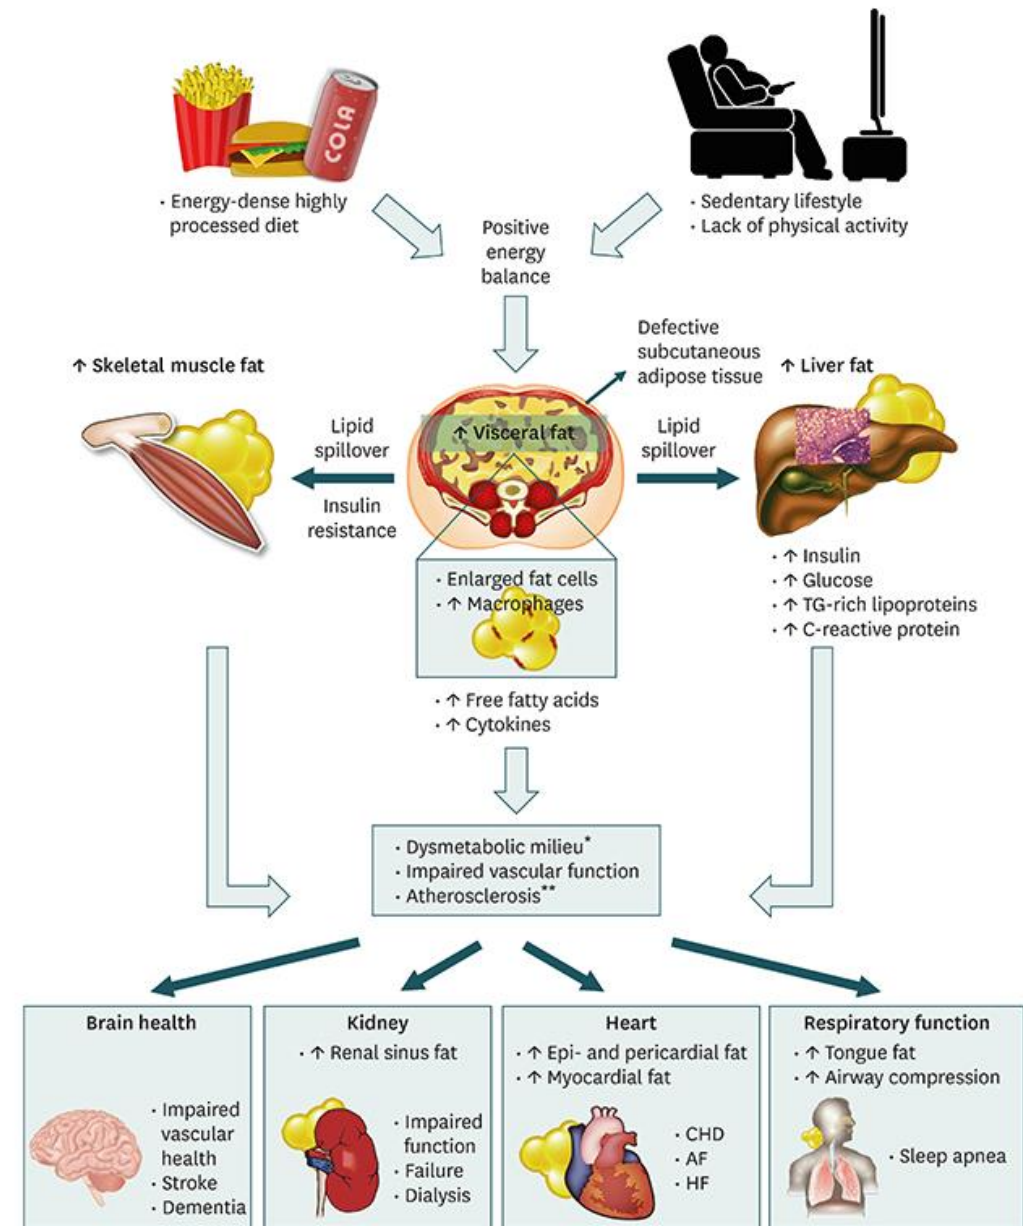 COLA
· Energy-dense highly
processed diet
· Sedentary lifestyle
· Lack of physical activity
Positive
energy
balance
Defective
subcutaneous
adipose tissue
↑ Skeletal muscle fat
↑ Liver fat
Lipid
spillover
↑ Visceral fat
Lipid
spillover
Insulin
resistance
· Enlarged fat cells
· ↑ Macrophages
· ↑ Insulin
· ↑ Glucose
· ↑ TG-rich lipoproteins
· ↑ C-reactive protein
· ↑ Free fatty acids
· ↑ Cytokines
· Dysmetabolic milieu*
· Impaired vascular function
· Atherosclerosis**
Brain health
· Impaired
vascular
health
· Stroke
· Dementia
Kidney
· ↑ Renal sinus fat
· Impaired
function
· Failure
· Dialysis
Heart
· ↑ Epi- and pericardial fat
· ↑ Myocardial fat
· CHD
· AF
· HF
Respiratory function
· ↑ Tongue fat
· ↑ Airway compression
· Sleep apnea